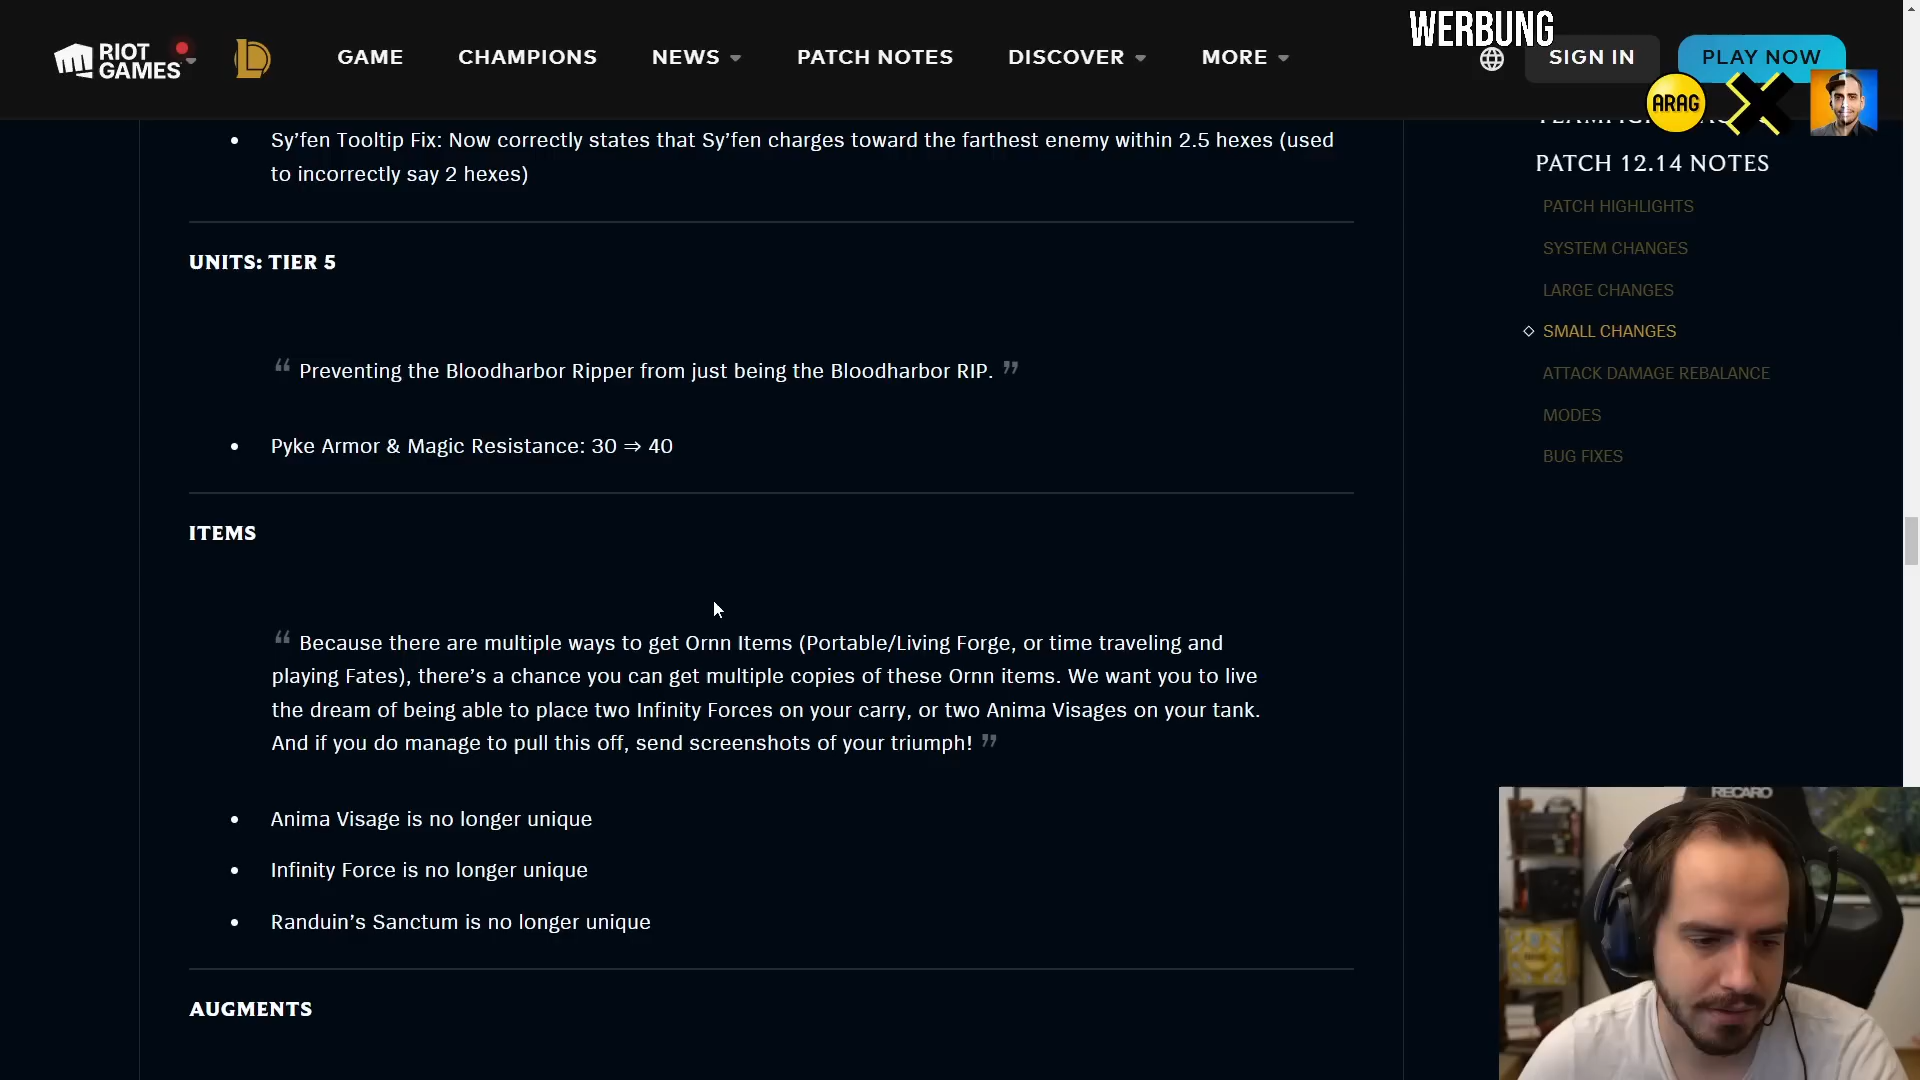 WERBUNG
RIOT GAMES
GAME
CHAMPIONS
NEWS
PATCH NOTES
DISCOVER
MORE
SIGN IN
PLAY NOW
ARAG
• Sy’fen Tooltip Fix: Now correctly states that Sy’fen charges toward the farthest enemy within 2.5 hexes (used
to incorrectly say 2 hexes)
UNITS: TIER 5
“ Preventing the Bloodharbor Ripper from just being the Bloodharbor RIP. ”
• Pyke Armor & Magic Resistance: 30 ⇒ 40
ITEMS
“ Because there are multiple ways to get Ornn Items (Portable/Living Forge, or time traveling and
playing Fates), there’s a chance you can get multiple copies of these Ornn items. We want you to live
the dream of being able to place two Infinity Forces on your carry, or two Anima Visages on your tank.
And if you do manage to pull this off, send screenshots of your triumph! ”
• Anima Visage is no longer unique
• Infinity Force is no longer unique
• Randuin’s Sanctum is no longer unique
AUGMENTS
PATCH 12.14 NOTES
PATCH HIGHLIGHTS
SYSTEM CHANGES
LARGE CHANGES
SMALL CHANGES
ATTACK DAMAGE REBALANCE
MODES
BUG FIXES
RECARO